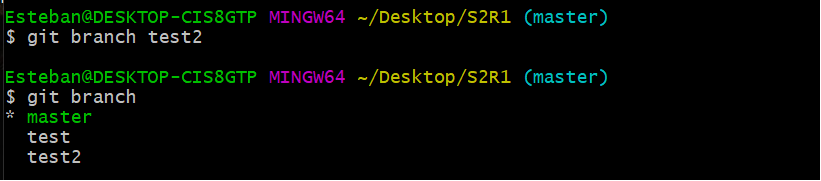 Esteban@DESKTOP-CIS8GTP MINGW64 ~/Desktop/S2R1 (master)
$ git branch test2
Esteban@DESKTOP-CIS8GTP MINGW64 ~/Desktop/S2R1 (master)
$ git branch
* master
  test
  test2